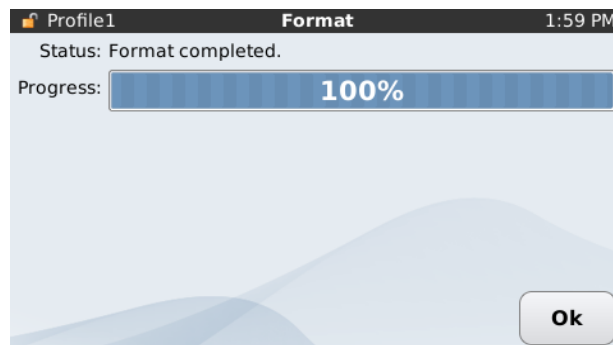 Profile1 Format 1:59 PM
Status: Format completed.
Progress: 100%
Ok